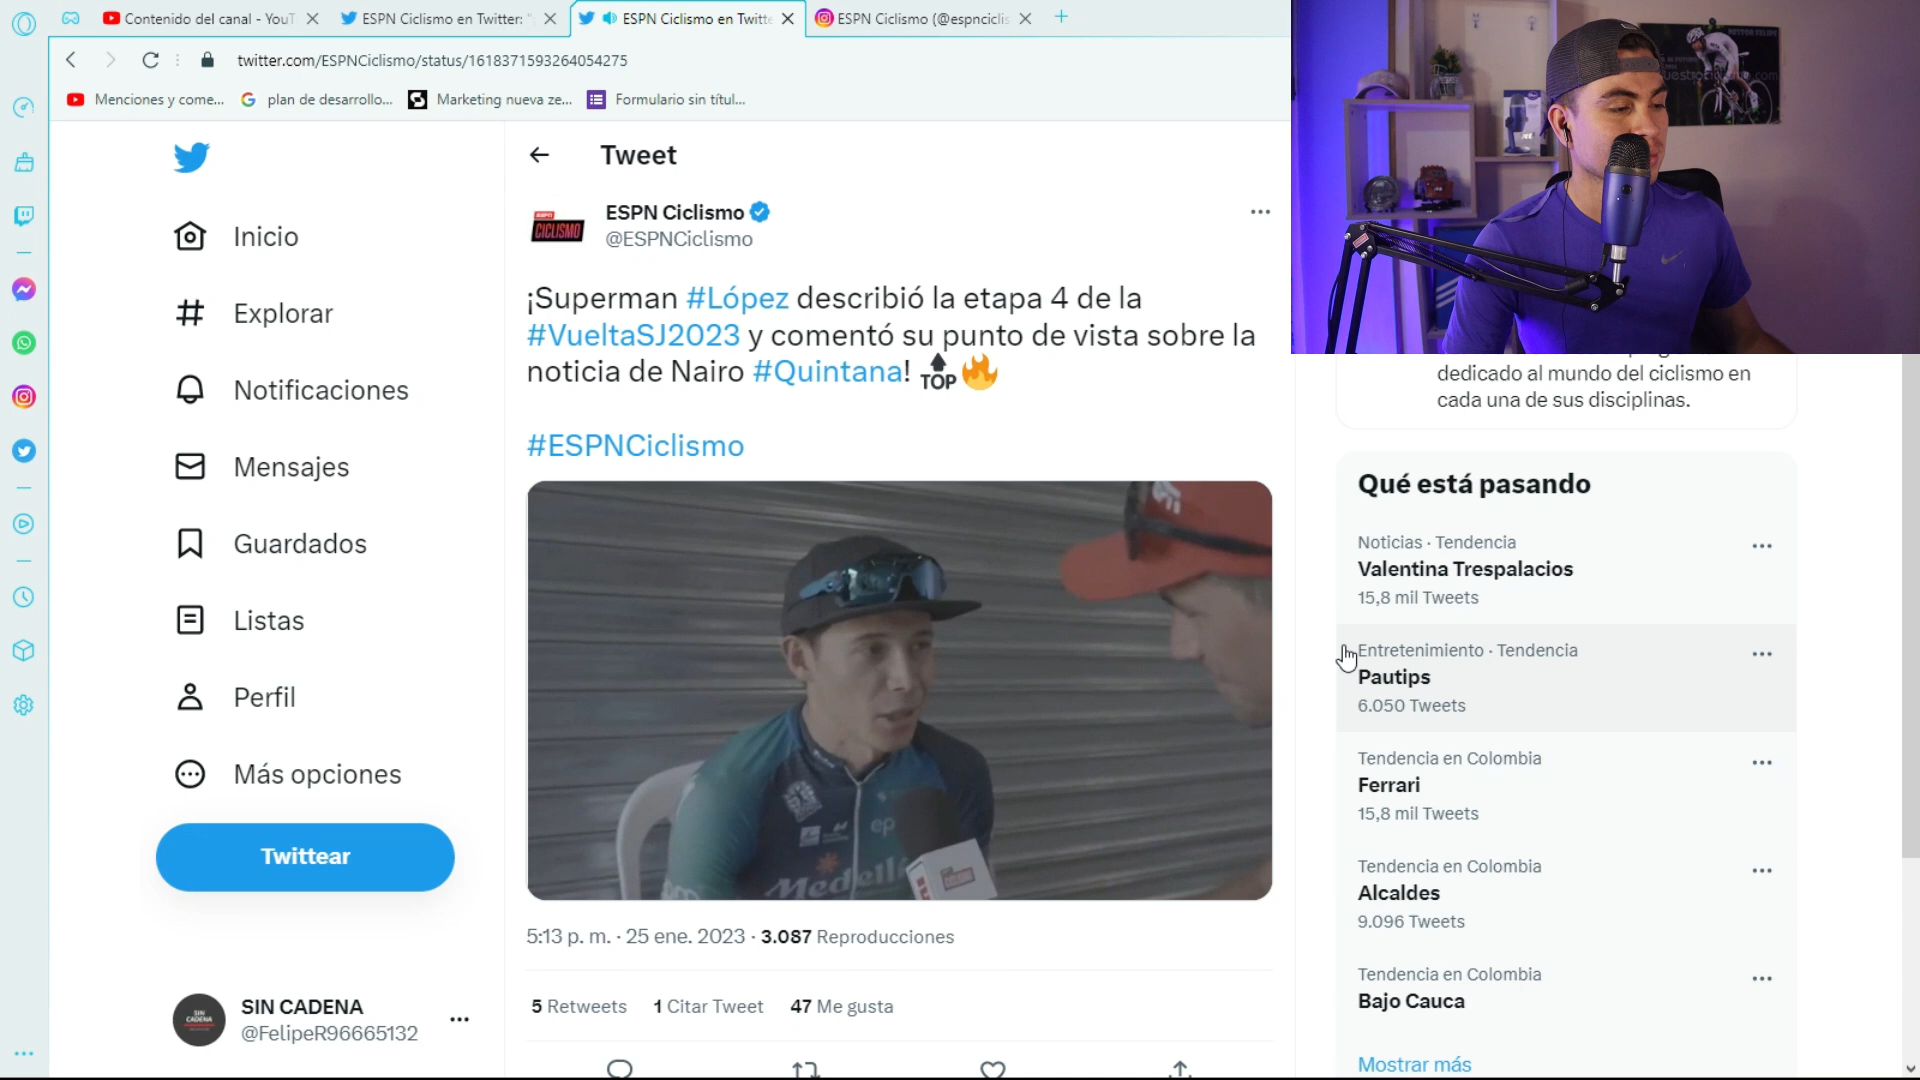 Contenido del canal - YouT
ESPN Ciclismo en Twitter: "
ESPN Ciclismo en Twitte
ESPN Ciclismo (@espnciclis
twitter.com/ESPNCiclismo/status/1618371593264054275
Menciones y come...
plan de desarrollo...
Marketing nueva ze...
Formulario sin títul...
Inicio
Explorar
Notificaciones
Mensajes
Guardados
Listas
Perfil
Más opciones
Twittear
SIN CADENA
@FelipeR96665132
Tweet
ESPN
CICLISMO
ESPN Ciclismo
@ESPNCiclismo
¡Superman #López describió la etapa 4 de la
#VueltaSJ2023 y comentó su punto de vista sobre la
noticia de Nairo #Quintana! TOP
#ESPNCiclismo
ep
Medell
5:13 p. m. · 25 ene. 2023 · 3.087 Reproducciones
5 Retweets 1 Citar Tweet 47 Me gusta
dedicado al mundo del ciclismo en
cada una de sus disciplinas.
Qué está pasando
Noticias · Tendencia
Valentina Trespalacios
15,8 mil Tweets
Entretenimiento · Tendencia
Pautips
6.050 Tweets
Tendencia en Colombia
Ferrari
15,8 mil Tweets
Tendencia en Colombia
Alcaldes
9.096 Tweets
Tendencia en Colombia
Bajo Cauca
Mostrar más